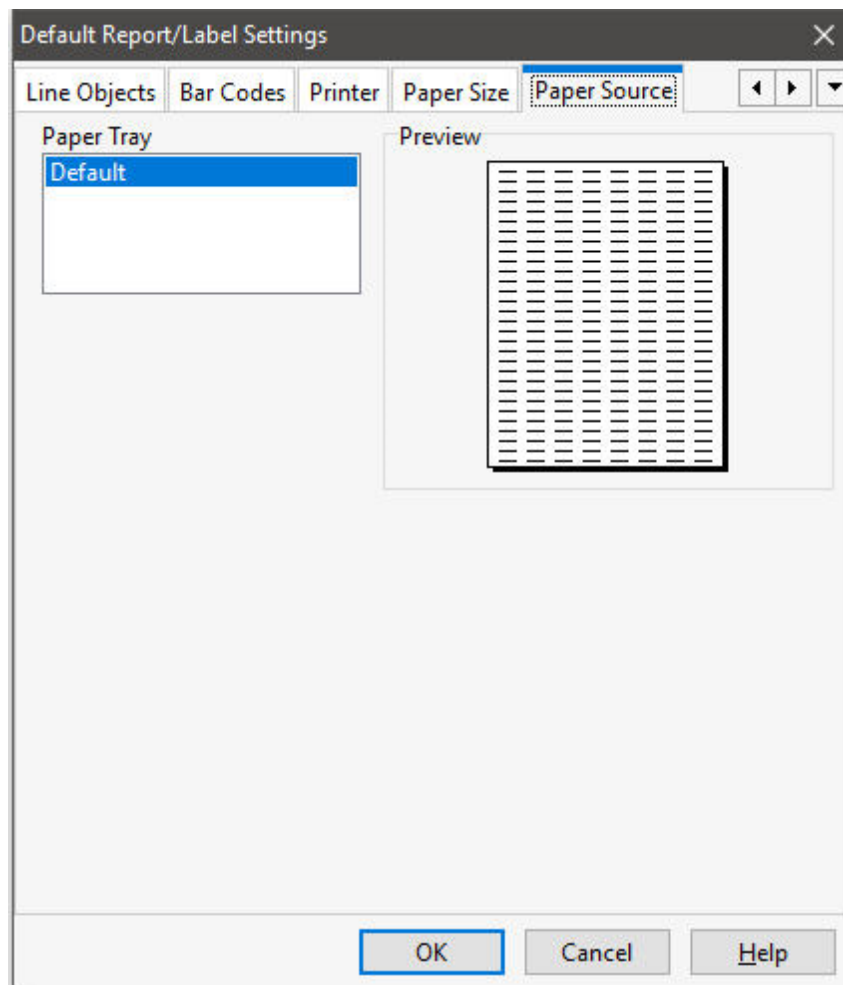 Default Report/Label Settings
Line Objects Bar Codes Printer Paper Size Paper Source
Paper Tray
Preview
Default
OK Cancel Help